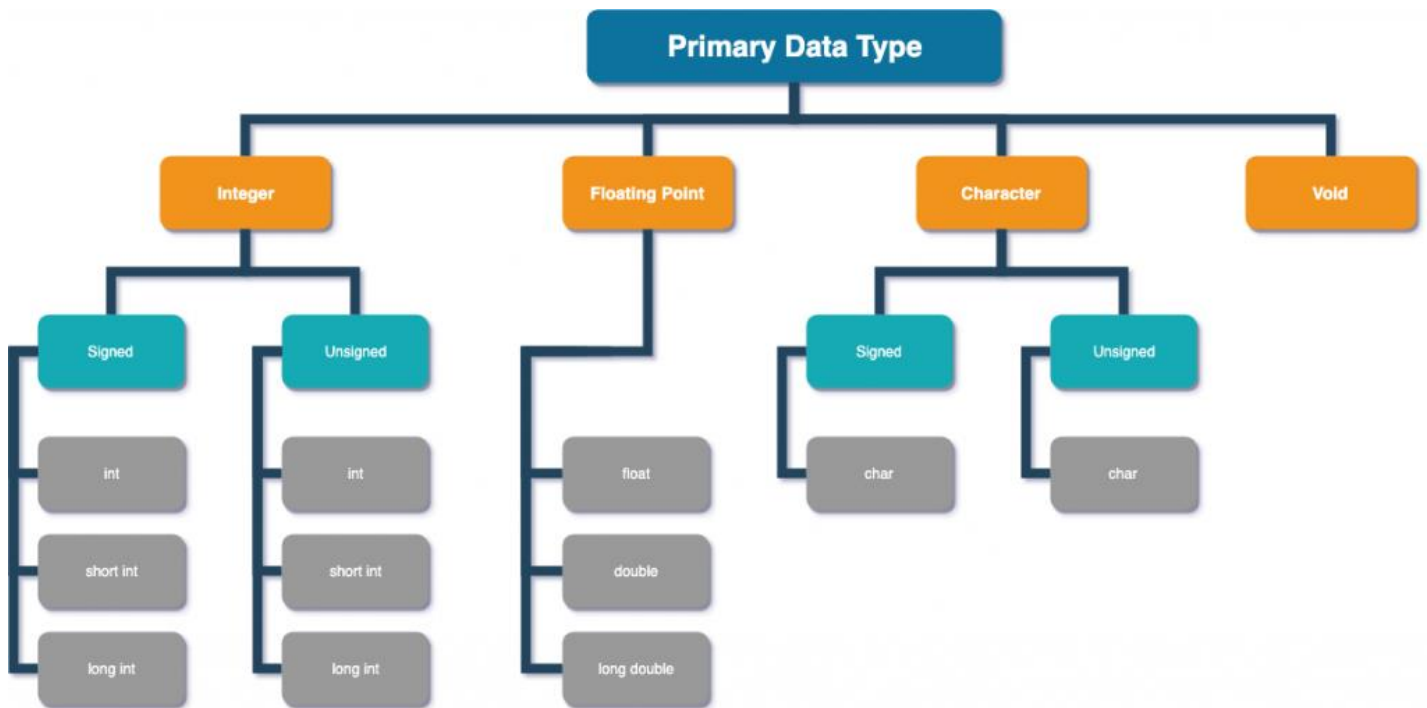 Primary Data Type
Integer
Floating Point
Character
Void
Signed
Unsigned
Signed
Unsigned
int
int
float
char
char
short int
short int
double
long int
long int
long double